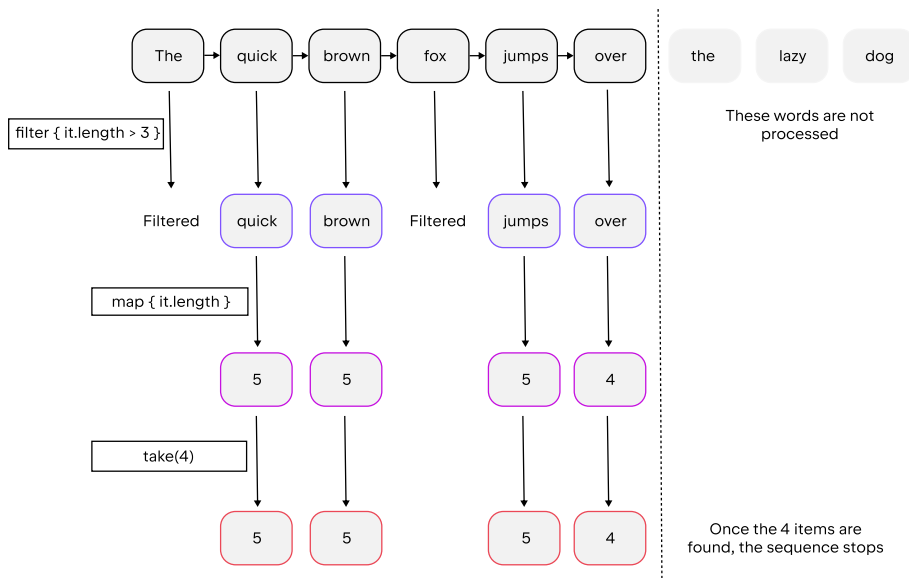 The quick brown fox jumps over the lazy dog
These words are not
processed
filter { it.length > 3 }
Filtered quick brown Filtered jumps over
map { it.length }
5 5 5 4
take(4)
5 5 5 4
Once the 4 items are
found, the sequence stops